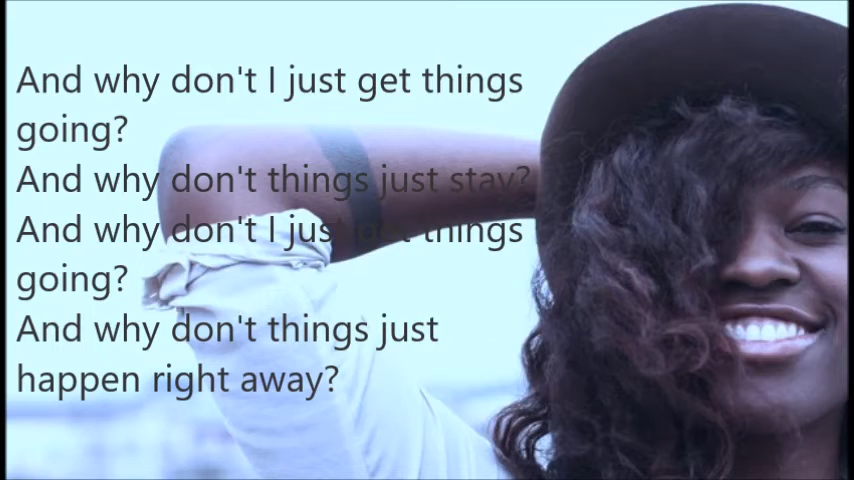 And why don't I just get things
going?
And why don't things just stay?
And why don't I just get things
going?
And why don't things just
happen right away?